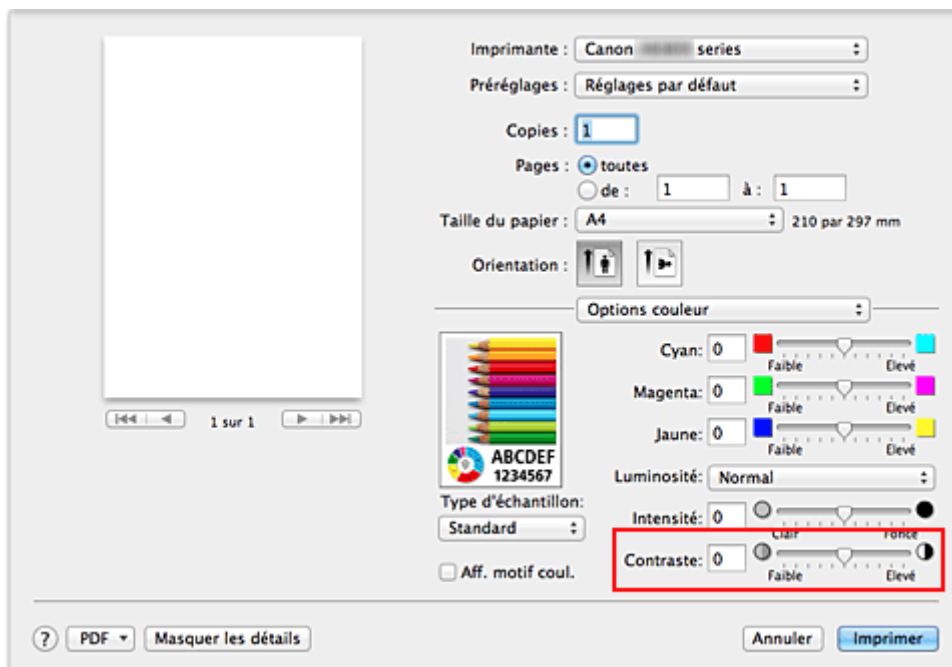 Imprimante : Canon series
Préréglages : Réglages par défaut
Copies : 1
Pages : toutes
de : 1 à : 1
Taille du papier : A4 210 par 297 mm
Orientation :
1 sur 1
Options couleur
ABCDEF
1234567
Type d'échantillon:
Standard
Aff. motif coul.
Cyan: 0
Faible Elevé
Magenta: 0
Faible Elevé
Jaune: 0
Faible Elevé
Luminosité: Normal
Intensité: 0
Clair Foncé
Contraste: 0
Faible Elevé
? PDF Masquer les détails Annuler Imprimer